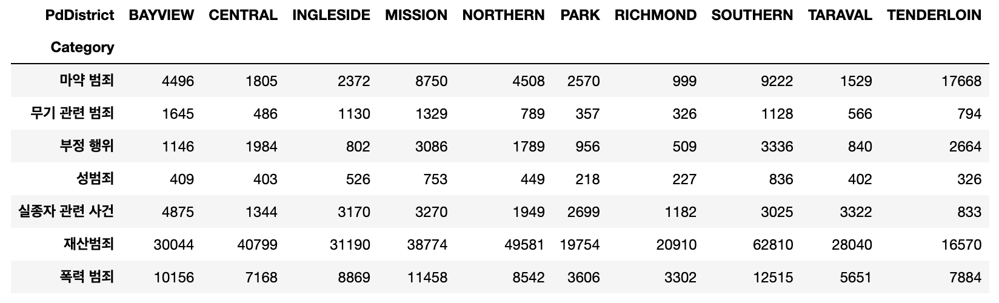 PdDistrict BAYVIEW CENTRAL INGLESIDE MISSION NORTHERN PARK RICHMOND SOUTHERN TARAVAL TENDERLOIN
Category
마약 범죄 4496 1805 2372 8750 4508 2570 999 9222 1529 17668
무기 관련 범죄 1645 486 1130 1329 789 357 326 1128 566 794
부정 행위 1146 1984 802 3086 1789 956 509 3336 840 2664
성범죄 409 403 526 753 449 218 227 836 402 326
실종자 관련 사건 4875 1344 3170 3270 1949 2699 1182 3025 3322 833
재산범죄 30044 40799 31190 38774 49581 19754 20910 62810 28040 16570
폭력 범죄 10156 7168 8869 11458 8542 3606 3302 12515 5651 7884